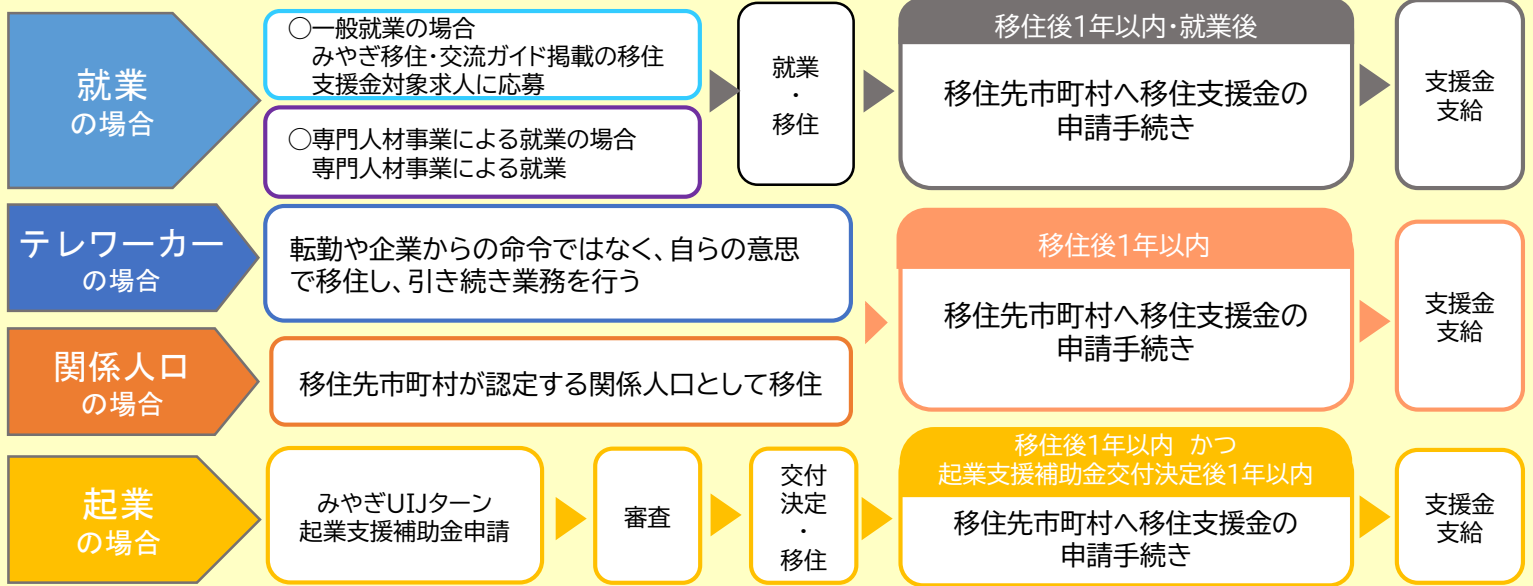 就業
の場合
○一般就業の場合
みやぎ移住・交流ガイド掲載の移住
支援金対象求人に応募
○専門人材事業による就業の場合
専門人材事業による就業
就業
・
移住
移住後1年以内・就業後
移住先市町村へ移住支援金の
申請手続き
支援金
支給
テレワーカー
の場合
転勤や企業からの命令ではなく、自らの意思
で移住し、引き続き業務を行う
関係人口
の場合
移住先市町村が認定する関係人口として移住
移住後1年以内
移住先市町村へ移住支援金の
申請手続き
支援金
支給
起業
の場合
みやぎUIJターン
起業支援補助金申請
審査
交付
決定
・
移住
移住後1年以内 かつ
起業支援補助金交付決定後1年以内
移住先市町村へ移住支援金の
申請手続き
支援金
支給